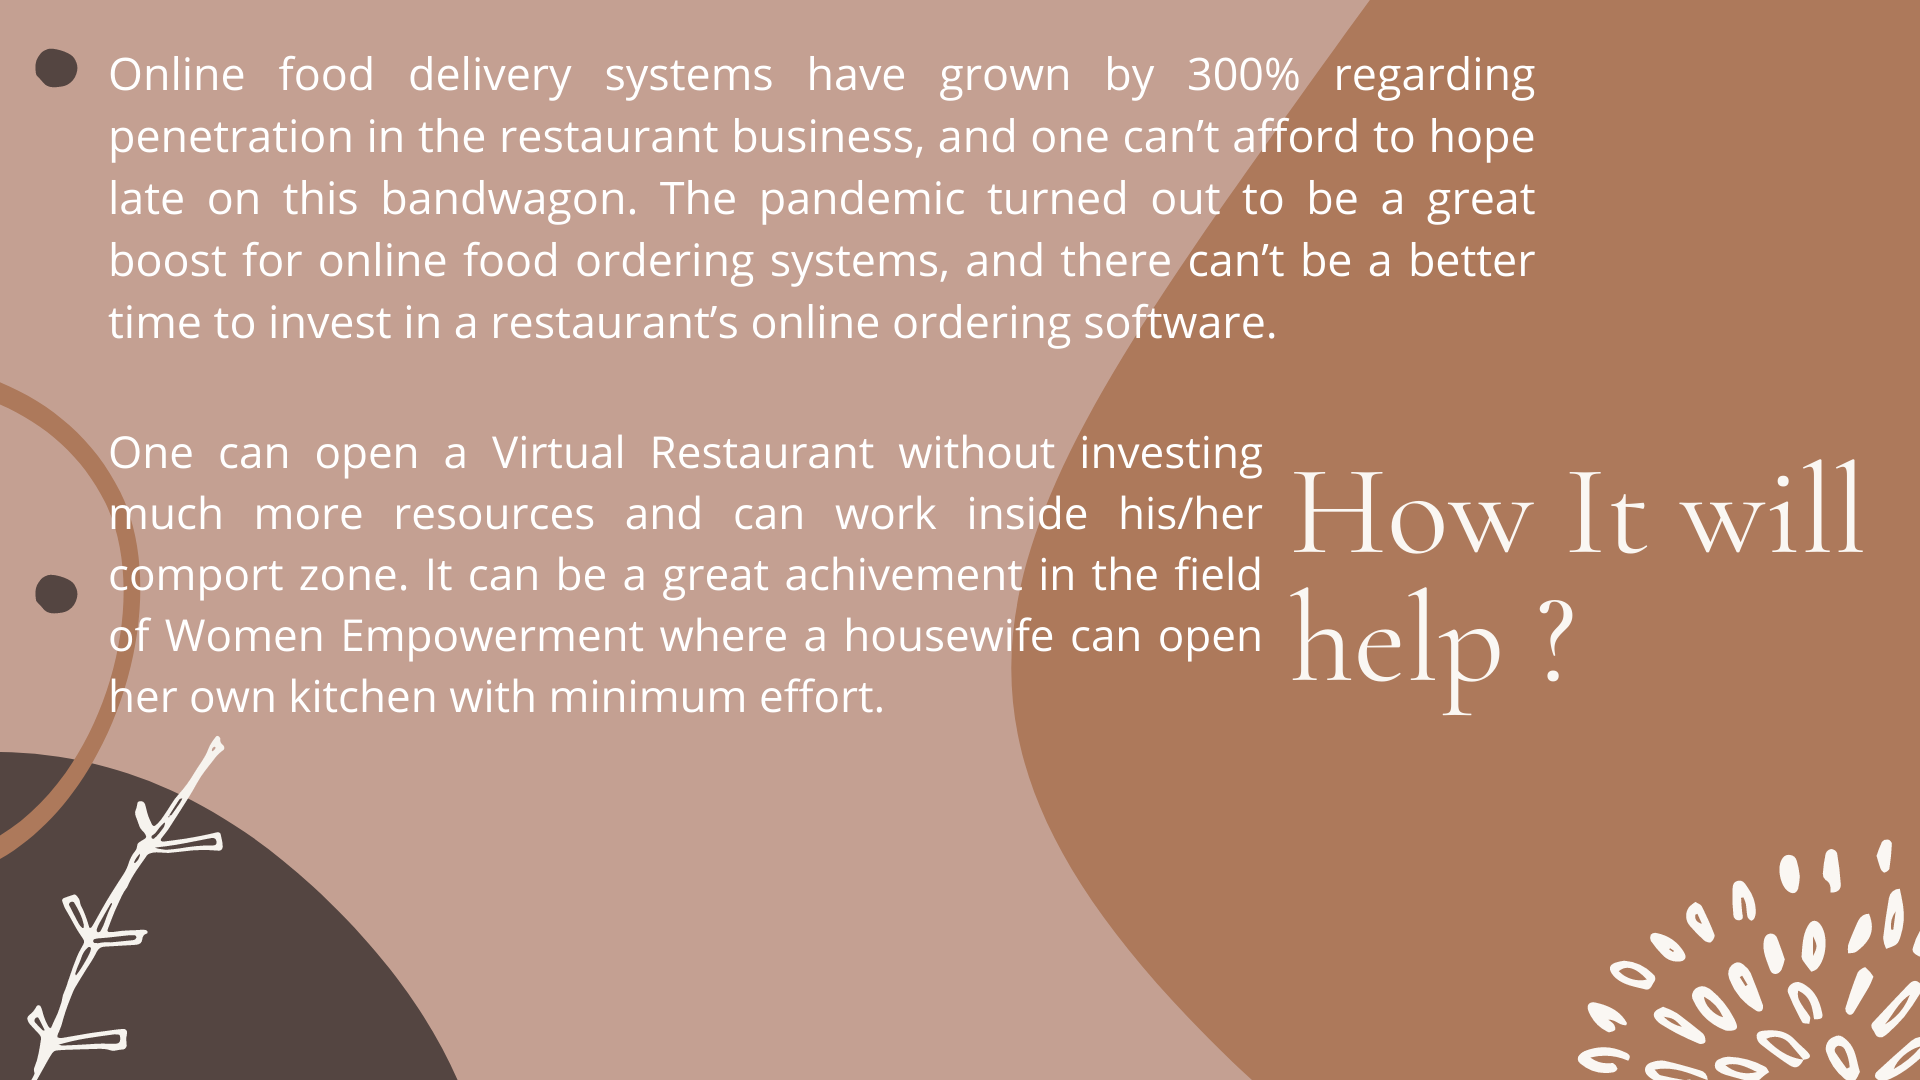 Online food delivery systems have grown by 300% regarding
penetration in the restaurant business, and one can’t afford to hope
late on this bandwagon. The pandemic turned out to be a great
boost for online food ordering systems, and there can’t be a better
time to invest in a restaurant’s online ordering software.
One can open a Virtual Restaurant without investing
much more resources and can work inside his/her
comport zone. It can be a great achivement in the field
of Women Empowerment where a housewife can open
her own kitchen with minimum effort.
How It will
help ?